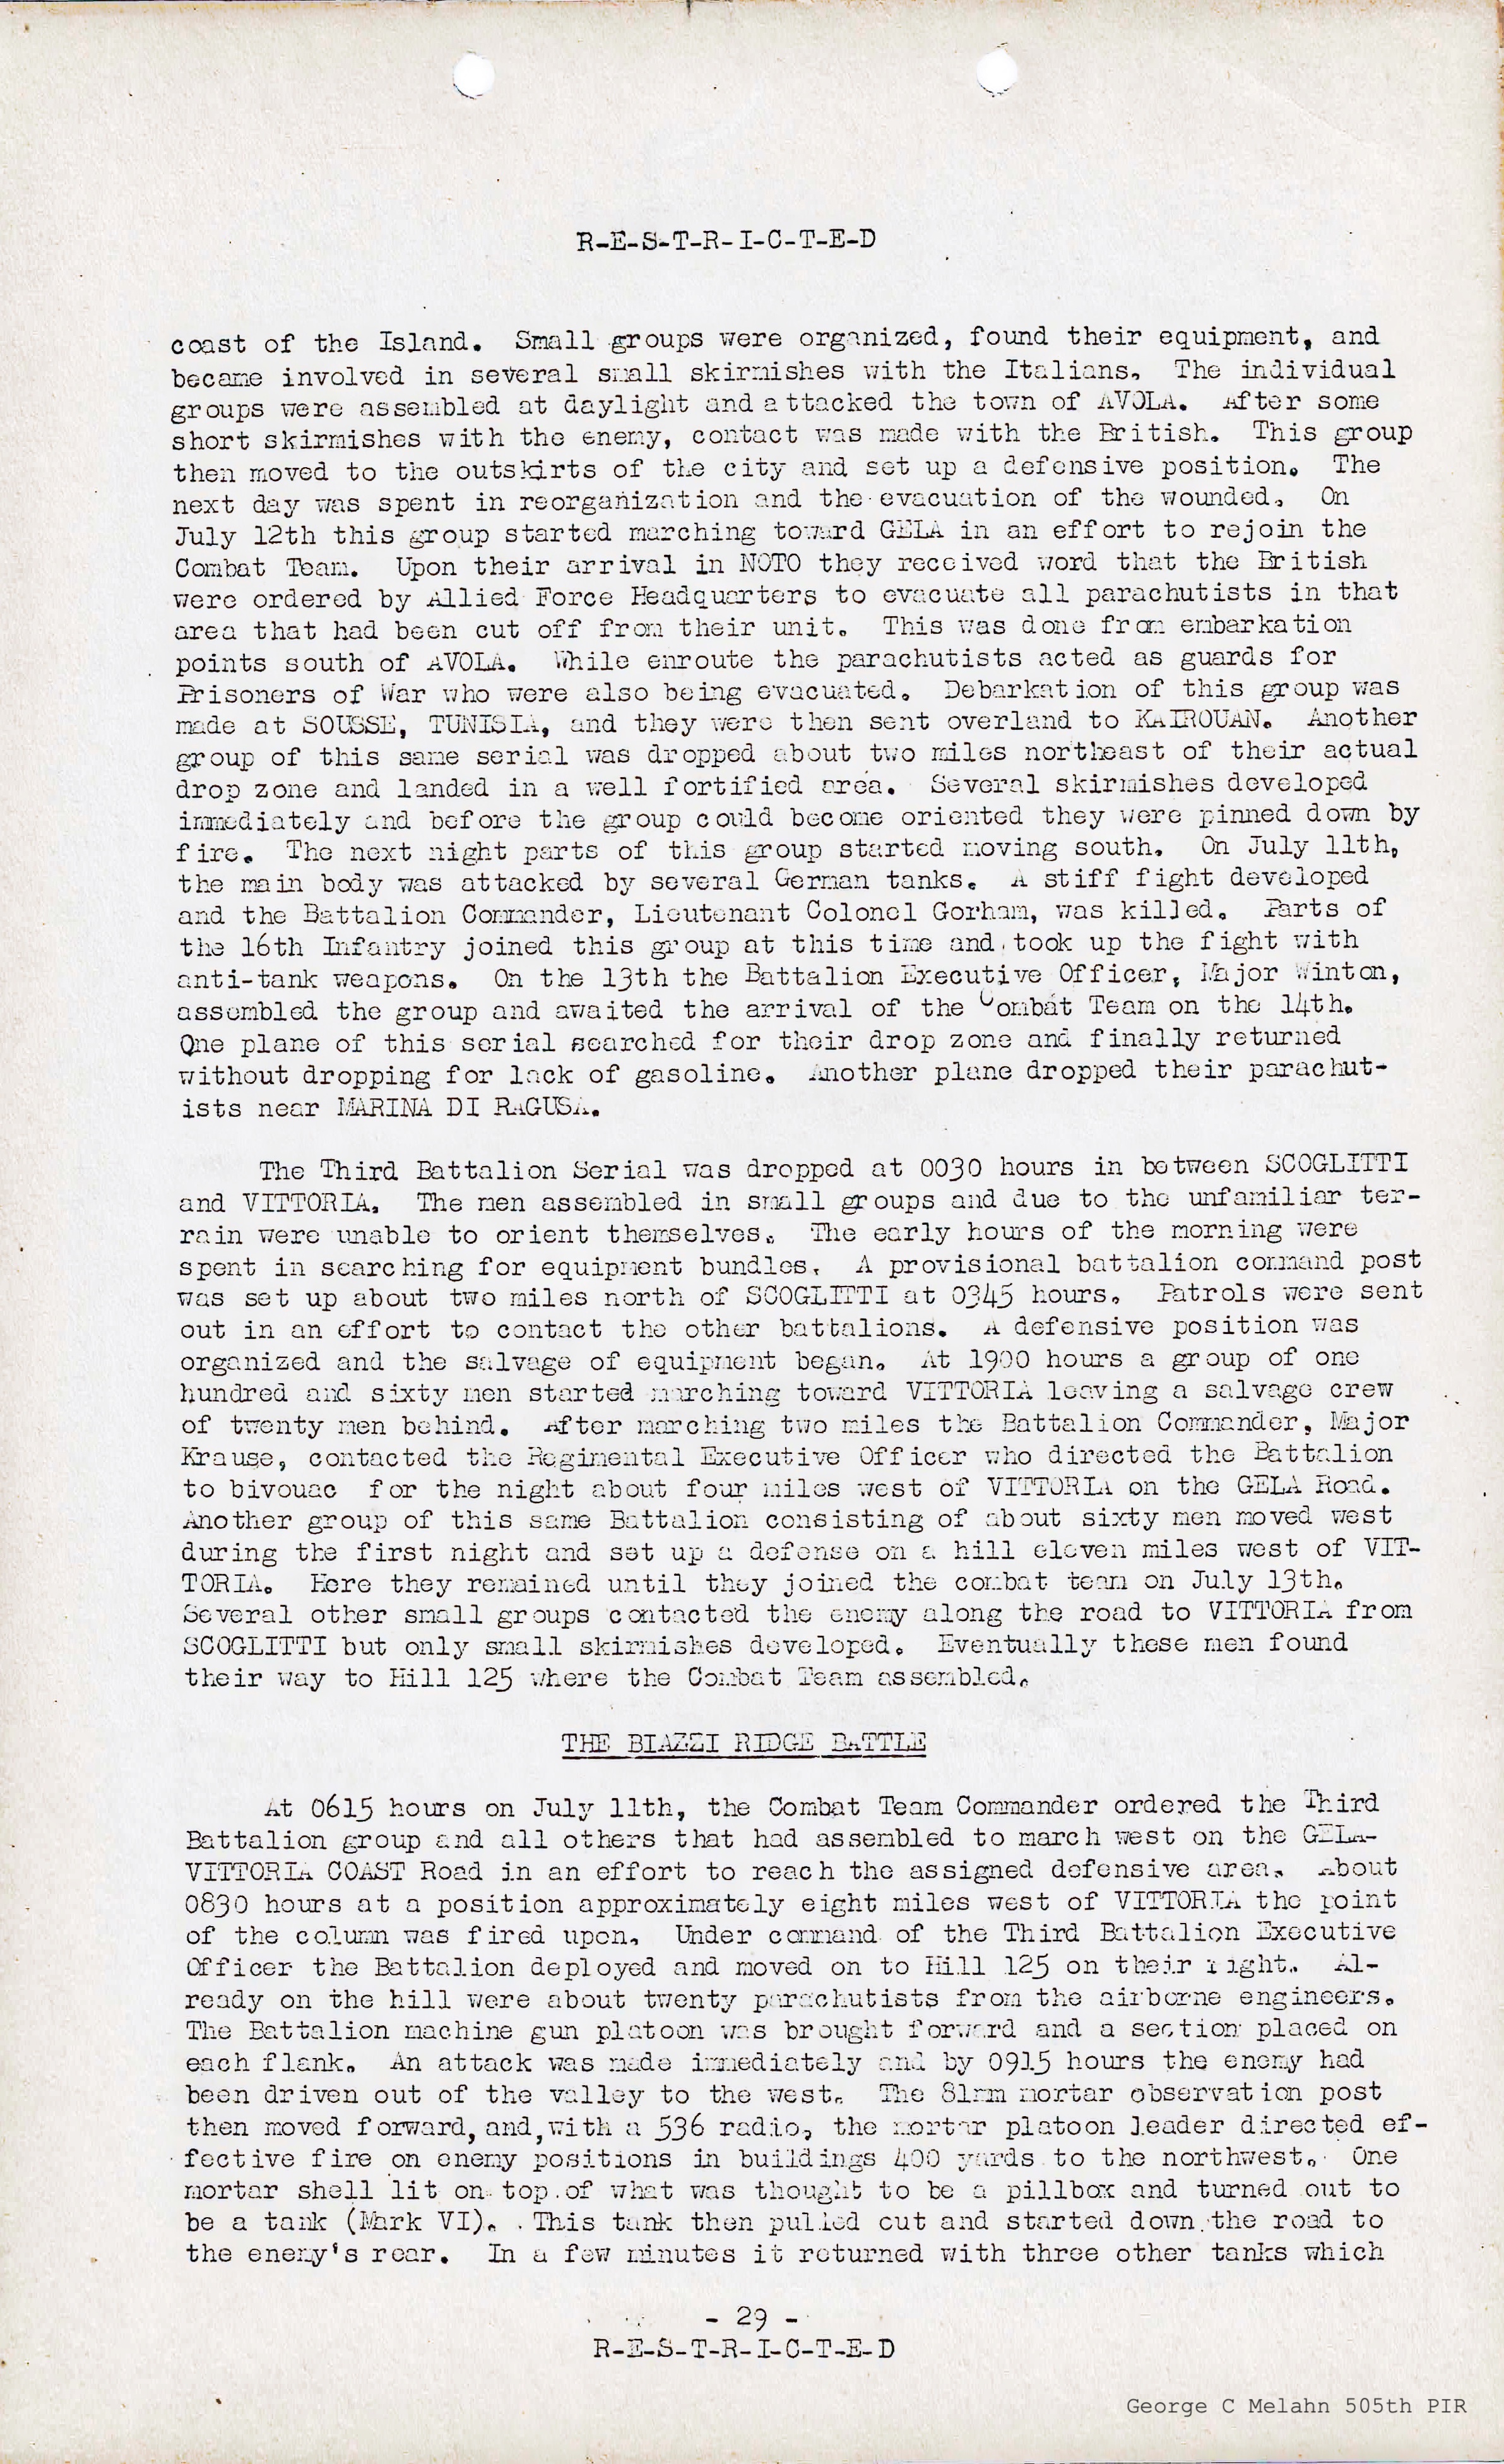 R-E-S-T-R-I-C-T-E-D
coast of the Island. Small groups were organized, found their equipment, and
became involved in several small skirmishes with the Italians. The individual
groups were assembled at daylight and attacked the town of AVOLA. After some
short skirmishes with the enemy, contact was made with the British. This group
then moved to the outskirts of the city and set up a defensive position. The
next day was spent in reorganization and the evacuation of the wounded. On
July 12th this group started marching toward GELA in an effort to rejoin the
Combat Team. Upon their arrival in NOTO they received word that the British
were ordered by Allied Force Headquarters to evacuate all parachutists in that
area that had been cut off from their unit. This was done from embarkation
points south of AVOLA. While enroute the parachutists acted as guards for
Prisoners of War who were also being evacuated. Debarkation of this group was
made at SOUSSE, TUNISIA, and they were then sent overland to KAIROUAN. Another
group of this same serial was dropped about two miles northeast of their actual
drop zone and landed in a well fortified area. Several skirmishes developed
immediately and before the group could become oriented they were pinned down by
fire. The next night parts of this group started moving south. On July 11th,
the main body was attacked by several German tanks. A stiff fight developed
and the Battalion Commander, Lieutenant Colonel Gorham, was killed. Parts of
the 16th Infantry joined this group at this time and took up the fight with
anti-tank weapons. On the 13th the Battalion Executive Officer, Major Winton,
assembled the group and awaited the arrival of the Combat Team on the 14th.
One plane of this serial searched for their drop zone and finally returned
without dropping for lack of gasoline. Another plane dropped their parachut-
ists near MARINA DI RAGUSA.
The Third Battalion Serial was dropped at 0030 hours in between SCOGLITTI
and VITTORIA. The men assembled in small groups and due to the unfamiliar ter-
rain were unable to orient themselves. The early hours of the morning were
spent in searching for equipment bundles. A provisional battalion command post
was set up about two miles north of SCOGLITTI at 0345 hours. Patrols were sent
out in an effort to contact the other battalions. A defensive position was
organized and the salvage of equipment began. At 1900 hours a group of one
hundred and sixty men started marching toward VITTORIA leaving a salvage crew
of twenty men behind. After marching two miles the Battalion Commander, Major
Krause, contacted the Regimental Executive Officer who directed the Battalion
to bivouac for the night about four miles west of VITTORIA on the GELA Road.
Another group of this same Battalion consisting of about sixty men moved west
during the first night and set up a defense on a hill eleven miles west of VIT-
TORIA. Here they remained until they joined the combat team on July 13th.
Several other small groups contacted the enemy along the road to VITTORIA from
SCOGLITTI but only small skirmishes developed. Eventually these men found
their way to Hill 125 where the Combat Team assembled.
THE BIAZZI RIDGE BATTLE
At 0615 hours on July 11th, the Combat Team Commander ordered the Third
Battalion group and all others that had assembled to march west on the GELA-
VITTORIA COAST Road in an effort to reach the assigned defensive area. About
0830 hours at a position approximately eight miles west of VITTORIA the point
of the column was fired upon. Under command of the Third Battalion Executive
Officer the Battalion deployed and moved on to Hill 125 on their right. Al-
ready on the hill were about twenty parachutists from the airborne engineers.
The Battalion machine gun platoon was brought forward and a section placed on
each flank. An attack was made immediately and by 0915 hours the enemy had
been driven out of the valley to the west. The 81mm mortar observation post
then moved forward, and, with a 536 radio, the mortar platoon leader directed ef-
fective fire on enemy positions in buildings 400 yards to the northwest. One
mortar shell lit on top of what was thought to be a pillbox and turned out to
be a tank (Mark VI). This tank then pulled out and started down the road to
the enemy's rear. In a few minutes it returned with three other tanks which
- 29 -
R-E-S-T-R-I-C-T-E-D
George C Melahn 505th PIR